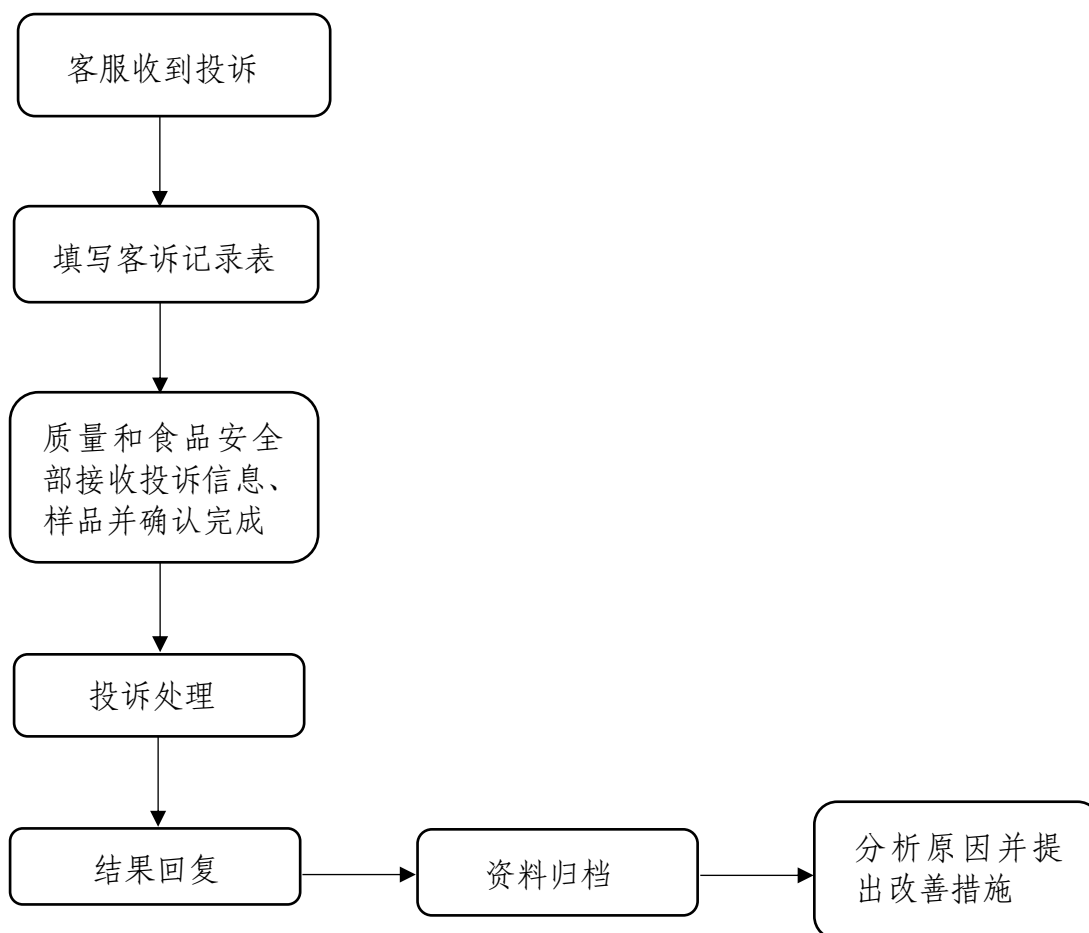 客服收到投诉
填写客诉记录表
质量和食品安全
部接收投诉信息、
样品并确认完成
投诉处理
结果回复
资料归档
分析原因并提
出改善措施